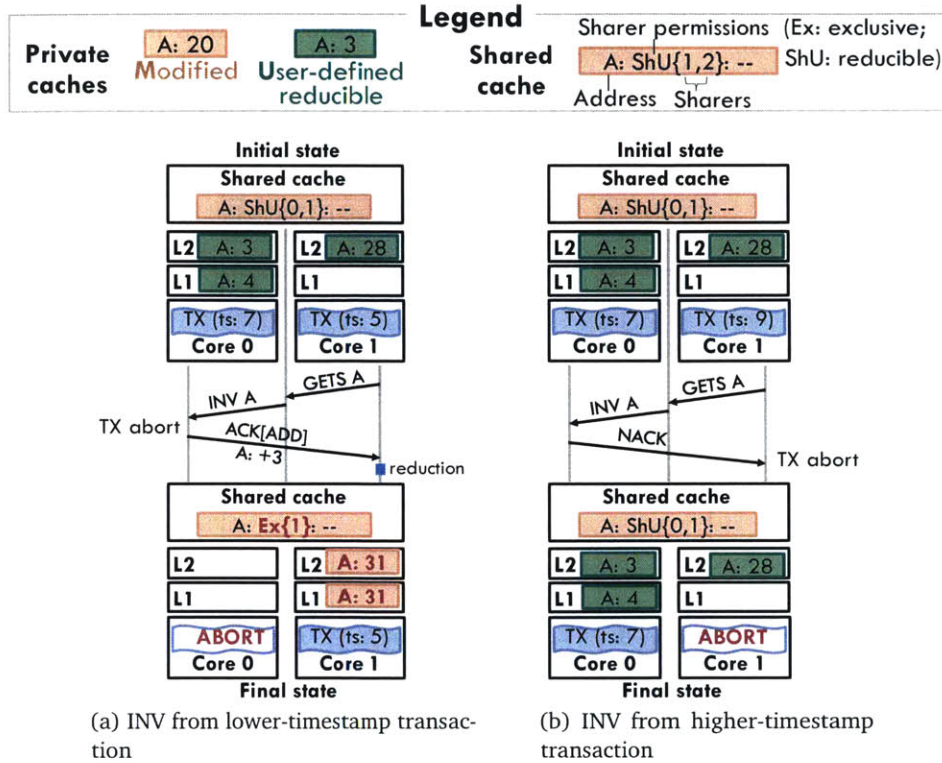 Legend
Private caches
A: 20
Modified
A: 3
User-defined reducible
Shared cache
Sharer permissions (Ex: exclusive; ShU: reducible)
A: ShU{1,2}: --
Address
Sharers
Initial state
Shared cache
A: ShU{0,1}: --
L2 A: 3
L2 A: 28
L1 A: 4
L1
TX (ts: 7)
Core 0
TX (ts: 5)
Core 1
GETS A
INV A
TX abort
ACK[ADD]
A: +3
reduction
Shared cache
A: Ex{1}: --
L2
L2 A: 31
L1
L1 A: 31
ABORT
Core 0
TX (ts: 5)
Core 1
Final state
(a) INV from lower-timestamp transac-
tion
Initial state
Shared cache
A: ShU{0,1}: --
L2 A: 3
L2 A: 28
L1 A: 4
L1
TX (ts: 7)
Core 0
TX (ts: 9)
Core 1
GETS A
INV A
NACK
TX abort
Shared cache
A: ShU{0,1}: --
L2 A: 3
L2 A: 28
L1 A: 4
L1
TX (ts: 7)
Core 0
ABORT
Core 1
Final state
(b) INV from higher-timestamp
transaction